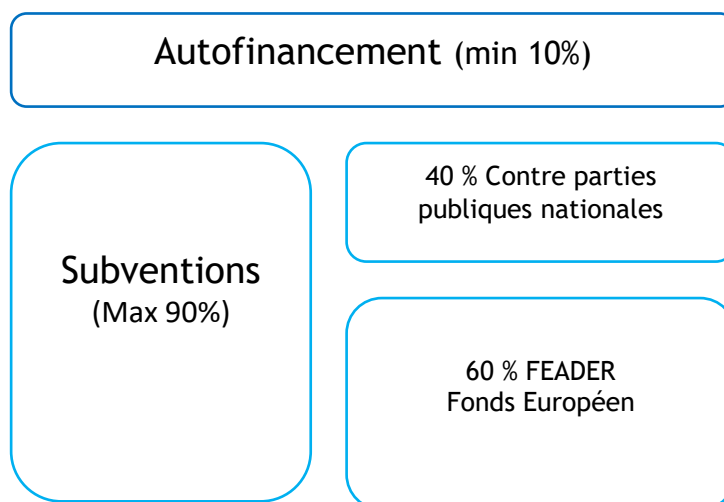 Autofinancement (min 10%)
Subventions
(Max 90%)
40 % Contre parties
publiques nationales
60 % FEADER
Fonds Européen